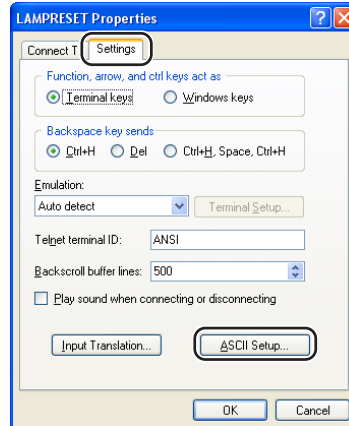 LAMPRESET Properties
Connect T Settings
Function, arrow, and ctrl keys act as
Terminal keys Windows keys
Backspace key sends
Ctrl+H Del Ctrl+H, Space, Ctrl+H
Emulation:
Auto detect Terminal Setup...
Telnet terminal ID: ANSI
Backscroll buffer lines: 500
Play sound when connecting or disconnecting
Input Translation... ASCII Setup...
OK Cancel